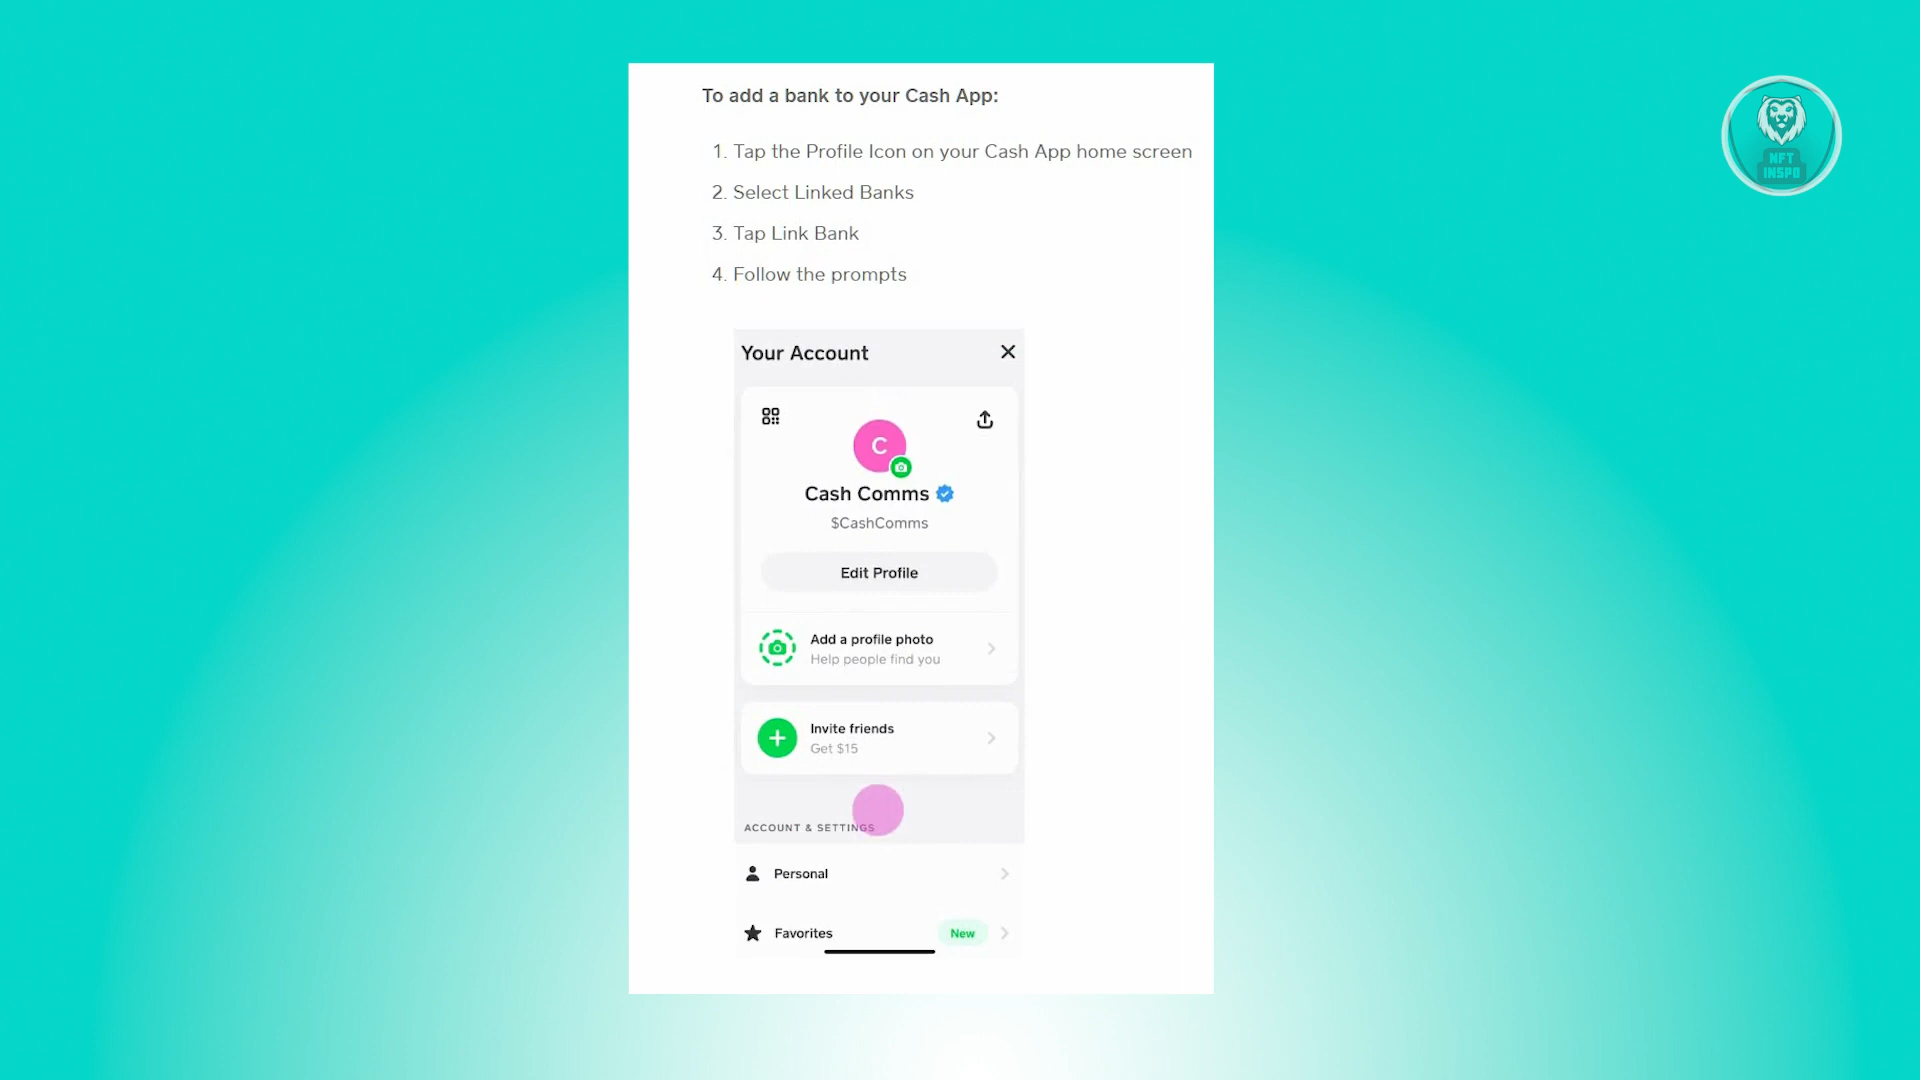 To add a bank to your Cash App:
1. Tap the Profile Icon on your Cash App home screen
2. Select Linked Banks
3. Tap Link Bank
4. Follow the prompts
Your Account
C
Cash Comms
$CashComms
Edit Profile
Add a profile photo
Help people find you
Invite friends
Get $15
ACCOUNT & SETTINGS
Personal
Favorites New
NFT
INSPO